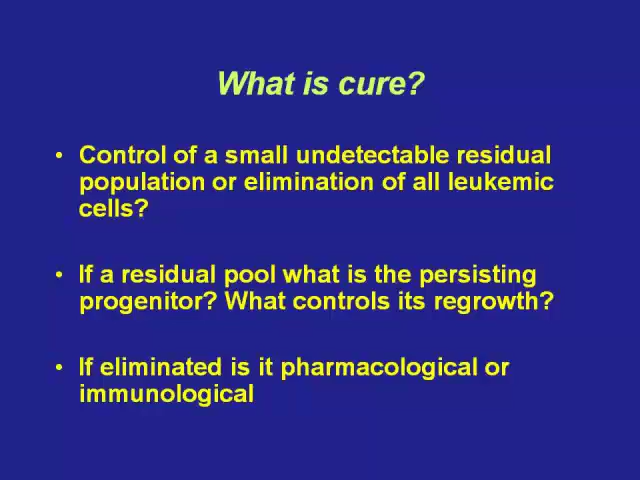 What is cure?
• Control of a small undetectable residual
population or elimination of all leukemic
cells?
• If a residual pool what is the persisting
progenitor? What controls its regrowth?
• If eliminated is it pharmacological or
immunological